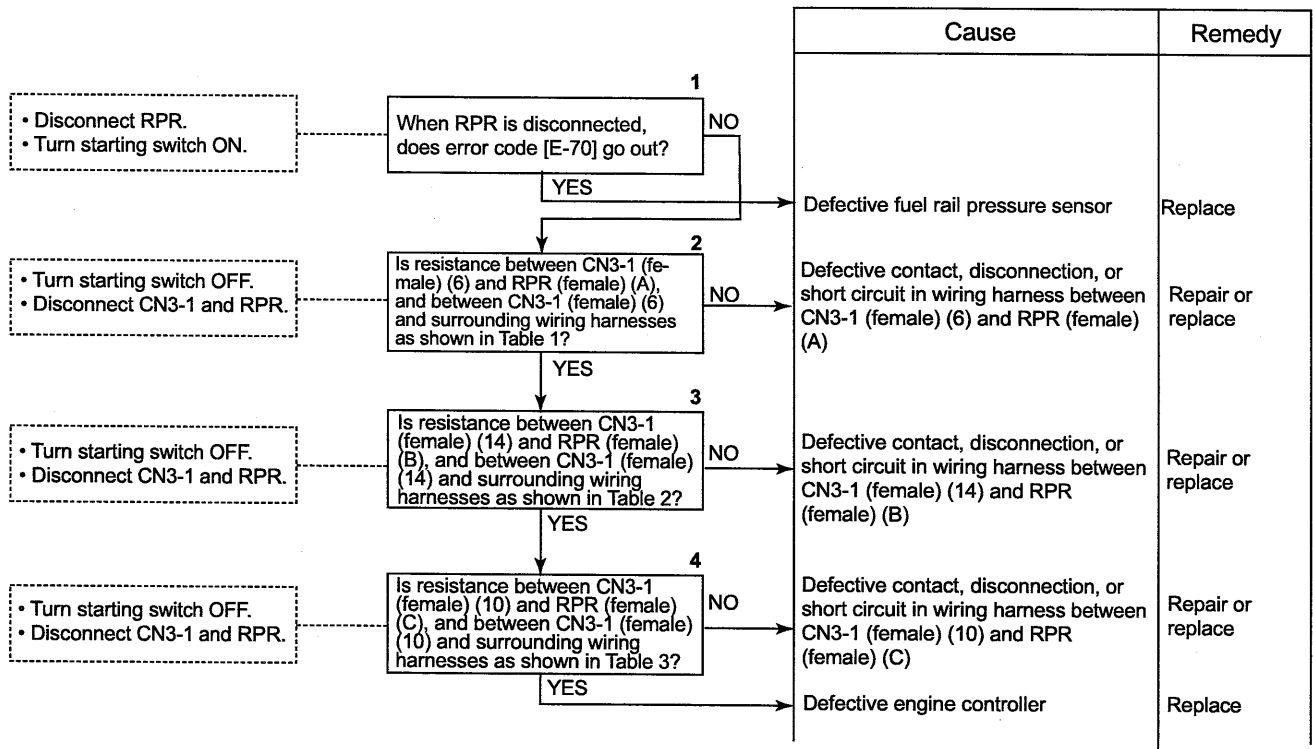 Cause
Remedy
1
• Disconnect RPR.
• Turn starting switch ON.
When RPR is disconnected,
does error code [E-70] go out?
NO
YES
Defective fuel rail pressure sensor
Replace
2
• Turn starting switch OFF.
• Disconnect CN3-1 and RPR.
Is resistance between CN3-1 (fe-
male) (6) and RPR (female) (A),
and between CN3-1 (female) (6)
and surrounding wiring harnesses
as shown in Table 1?
NO
YES
Defective contact, disconnection, or
short circuit in wiring harness between
CN3-1 (female) (6) and RPR (female)
(A)
Repair or
replace
3
• Turn starting switch OFF.
• Disconnect CN3-1 and RPR.
Is resistance between CN3-1
(female) (14) and RPR (female)
(B), and between CN3-1 (female)
(14) and surrounding wiring
harnesses as shown in Table 2?
NO
YES
Defective contact, disconnection, or
short circuit in wiring harness between
CN3-1 (female) (14) and RPR
(female) (B)
Repair or
replace
4
• Turn starting switch OFF.
• Disconnect CN3-1 and RPR.
Is resistance between CN3-1
(female) (10) and RPR (female)
(C), and between CN3-1 (female)
(10) and surrounding wiring
harnesses as shown in Table 3?
NO
YES
Defective contact, disconnection, or
short circuit in wiring harness between
CN3-1 (female) (10) and RPR
(female) (C)
Repair or
replace
Defective engine controller
Replace